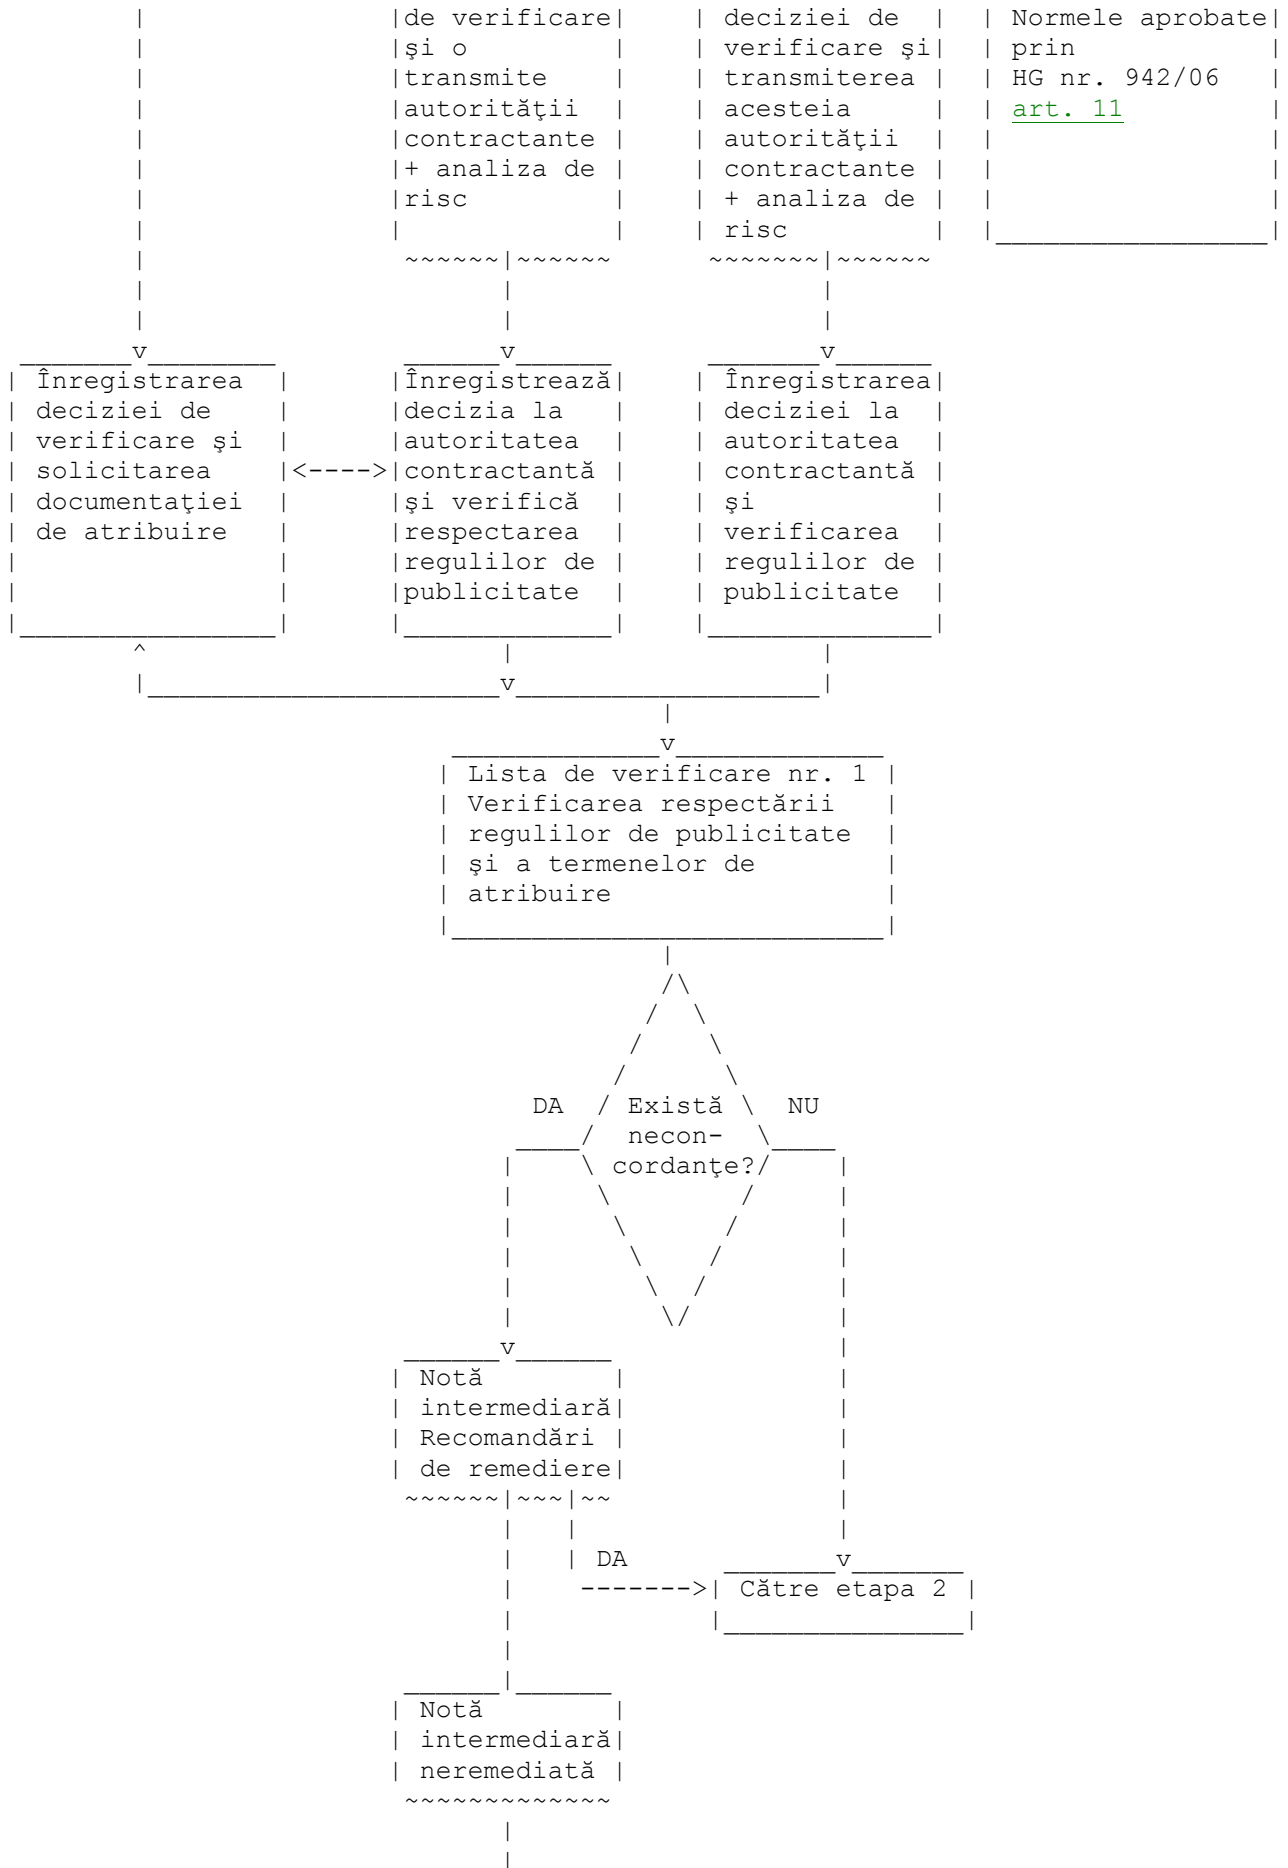 de verificare
şi o
transmite
autorităţii
contractante
+ analiza de
risc
deciziei de
verificare şi
transmiterea
acesteia
autorităţii
contractante
+ analiza de
risc
Normele aprobate
prin
HG nr. 942/06
art. 11
Înregistrarea
deciziei de
verificare şi
solicitarea
documentaţiei
de atribuire
Înregistrează
decizia la
autoritatea
contractantă
şi verifică
respectarea
regulilor de
publicitate
Înregistrarea
deciziei la
autoritatea
contractantă
şi
verificarea
regulilor de
publicitate
Lista de verificare nr. 1
Verificarea respectării
regulilor de publicitate
şi a termenelor de
atribuire
DA
Există
necon-
cordanţe?
NU
Notă
intermediară
Recomandări
de remediere
DA
Către etapa 2
Notă
intermediară
neremediată